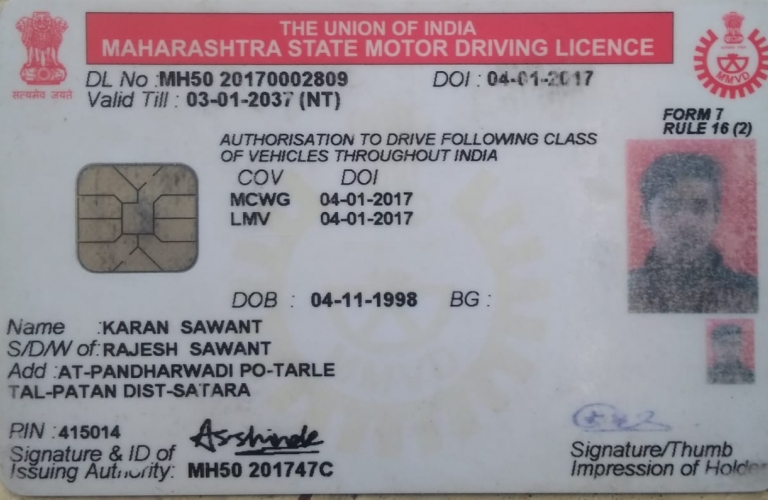 THE UNION OF INDIA
MAHARASHTRA STATE MOTOR DRIVING LICENCE
सत्यमेव जयते
MMVD
DL No : MH50 20170002809 DOI : 04-01-2017
Valid Till : 03-01-2037 (NT)
FORM 7
RULE 16 (2)
AUTHORISATION TO DRIVE FOLLOWING CLASS
OF VEHICLES THROUGHOUT INDIA
COV DOI
MCWG 04-01-2017
LMV 04-01-2017
DOB : 04-11-1998 BG :
Name : KARAN SAWANT
S/D/W of : RAJESH SAWANT
Add : AT-PANDHARWADI PO-TARLE
TAL-PATAN DIST-SATARA
PIN : 415014
Signature & ID of
Issuing Authority: MH50 201747C
Signature/Thumb
Impression of Holder